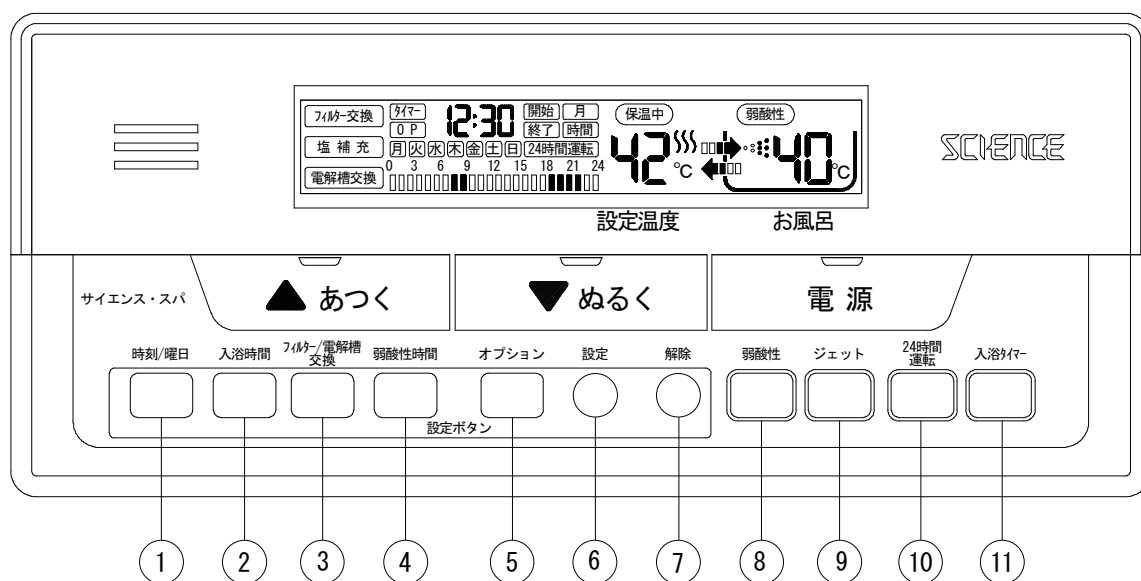 フィルター交換 タイマー 12:30 開始 月 保温中 弱酸性
OP 終了 時間
塩補充 月火水木金土日 24時間運転 42℃ 40℃
0 3 6 9 12 15 18 21 24
電解槽交換
SCIENCE
設定温度 お風呂
サイエンス・スパ ▲ あつく ▼ ぬるく 電源
時刻/曜日 入浴時間 フィルター/電解槽交換 弱酸性時間 オプション 設定 解除 弱酸性 ジェット 24時間運転 入浴タイマー
設定ボタン
1 2 3 4 5 6 7 8 9 10 11